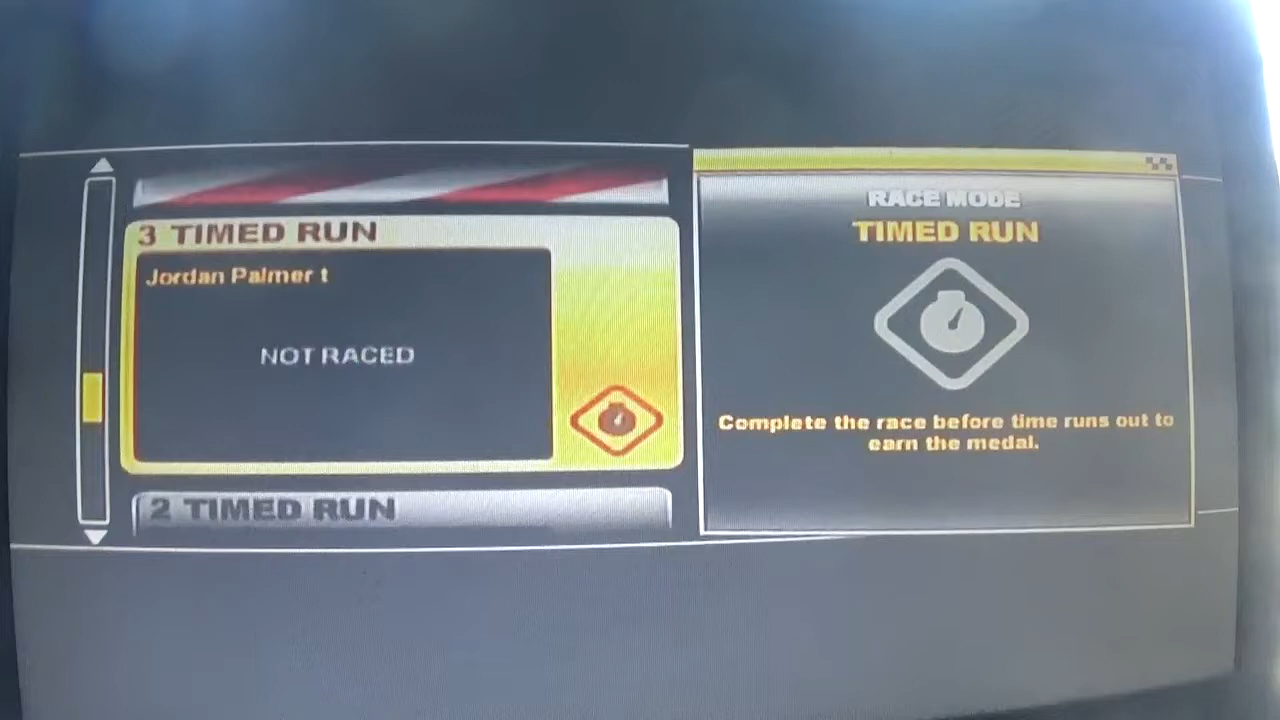 3 TIMED RUN
Jordan Palmer t
NOT RACED
2 TIMED RUN
RACE MODE
TIMED RUN
Complete the race before time runs out to
earn the medal.